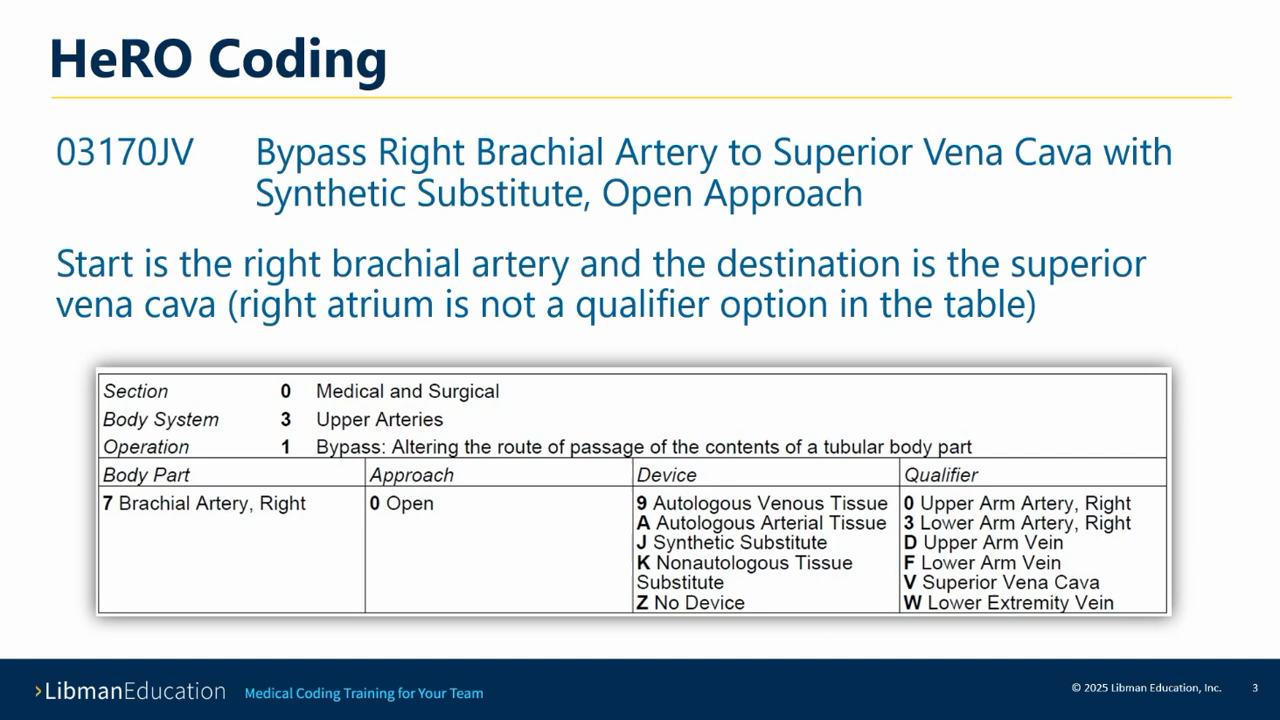 HeRO Coding
03170JV Bypass Right Brachial Artery to Superior Vena Cava with
Synthetic Substitute, Open Approach
Start is the right brachial artery and the destination is the superior
vena cava (right atrium is not a qualifier option in the table)
Section 0 Medical and Surgical
Body System 3 Upper Arteries
Operation 1 Bypass: Altering the route of passage of the contents of a tubular body part
Body Part Approach Device Qualifier
7 Brachial Artery, Right 0 Open 9 Autologous Venous Tissue 0 Upper Arm Artery, Right
A Autologous Arterial Tissue 3 Lower Arm Artery, Right
J Synthetic Substitute D Upper Arm Vein
K Nonautologous Tissue F Lower Arm Vein
Substitute V Superior Vena Cava
Z No Device W Lower Extremity Vein
LibmanEducation Medical Coding Training for Your Team © 2025 Libman Education, Inc. 3